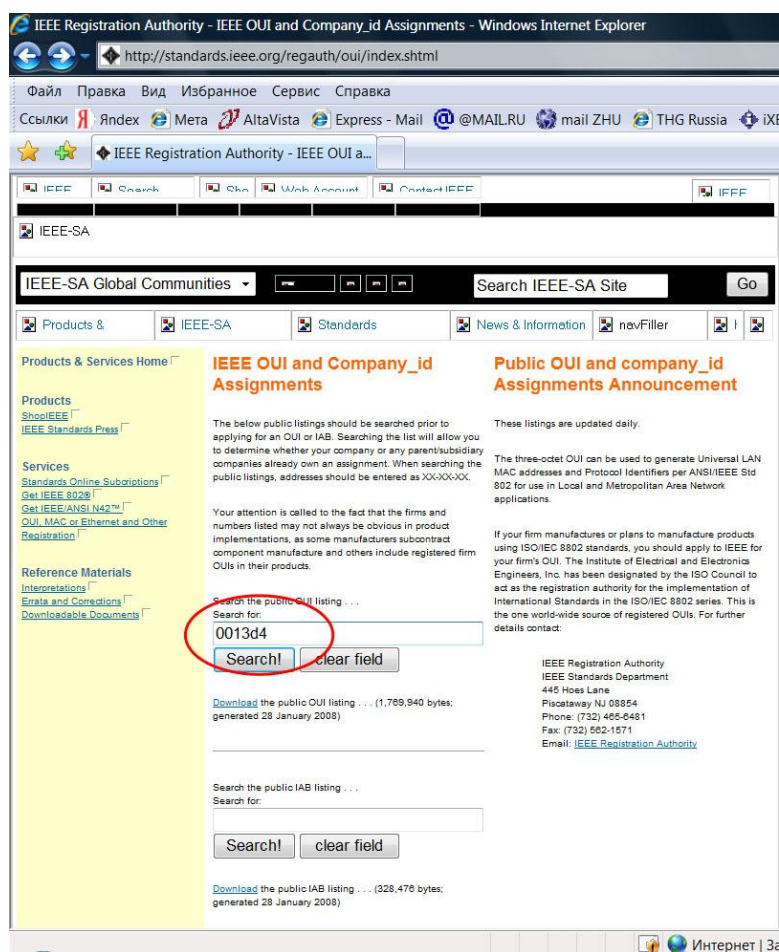 IEEE Registration Authority - IEEE OUI and Company_id Assignments - Windows Internet Explorer
http://standards.ieee.org/regauth/oui/index.shtml
Файл Правка Вид Избранное Сервис Справка
Ссылки Яndex Мета AltaVista Express - Mail @MAIL.RU mail ZHU THG Russia iXB
IEEE Registration Authority - IEEE OUI a...
IEEE Search Sho Web Account Contact IEEE IEEE
IEEE-SA
IEEE-SA Global Communities Search IEEE-SA Site Go
Products & IEEE-SA Standards News & Information navFiller
Products & Services Home
Products
ShopIEEE
IEEE Standards Press
Services
Standards Online Subscriptions
Get IEEE 802®
Get IEEE/ANSI N42™
OUI, MAC or Ethernet and Other
Registration
Reference Materials
Interpretations
Errata and Corrections
Downloadable Documents
IEEE OUI and Company_id
Assignments
The below public listings should be searched prior to
applying for an OUI or IAB. Searching the list will allow you
to determine whether your company or any parent/subsidiary
companies already own an assignment. When searching the
public listings, addresses should be entered as XX-XX-XX.
Your attention is called to the fact that the firms and
numbers listed may not always be obvious in product
implementations, as some manufacturers subcontract
component manufacture and others include registered firm
OUIs in their products.
Search the public OUI listing . . .
Search for:
0013d4
Search! clear field
Download the public OUI listing . . . (1,769,940 bytes;
generated 28 January 2008)
Search the public IAB listing . . .
Search for:
Search! clear field
Download the public IAB listing . . . (328,476 bytes;
generated 28 January 2008)
Public OUI and company_id
Assignments Announcement
These listings are updated daily.
The three-octet OUI can be used to generate Universal LAN
MAC addresses and Protocol Identifiers per ANSI/IEEE Std
802 for use in Local and Metropolitan Area Network
applications.
If your firm manufactures or plans to manufacture products
using ISO/IEC 8802 standards, you should apply to IEEE for
your firm's OUI. The Institute of Electrical and Electronics
Engineers, Inc. has been designated by the ISO Council to
act as the registration authority for the implementation of
International Standards in the ISO/IEC 8802 series. This is
the one world-wide source of registered OUIs. For further
details contact:
IEEE Registration Authority
IEEE Standards Department
445 Hoes Lane
Piscataway NJ 08854
Phone: (732) 465-6481
Fax: (732) 562-1571
Email: IEEE Registration Authority
Интернет | За